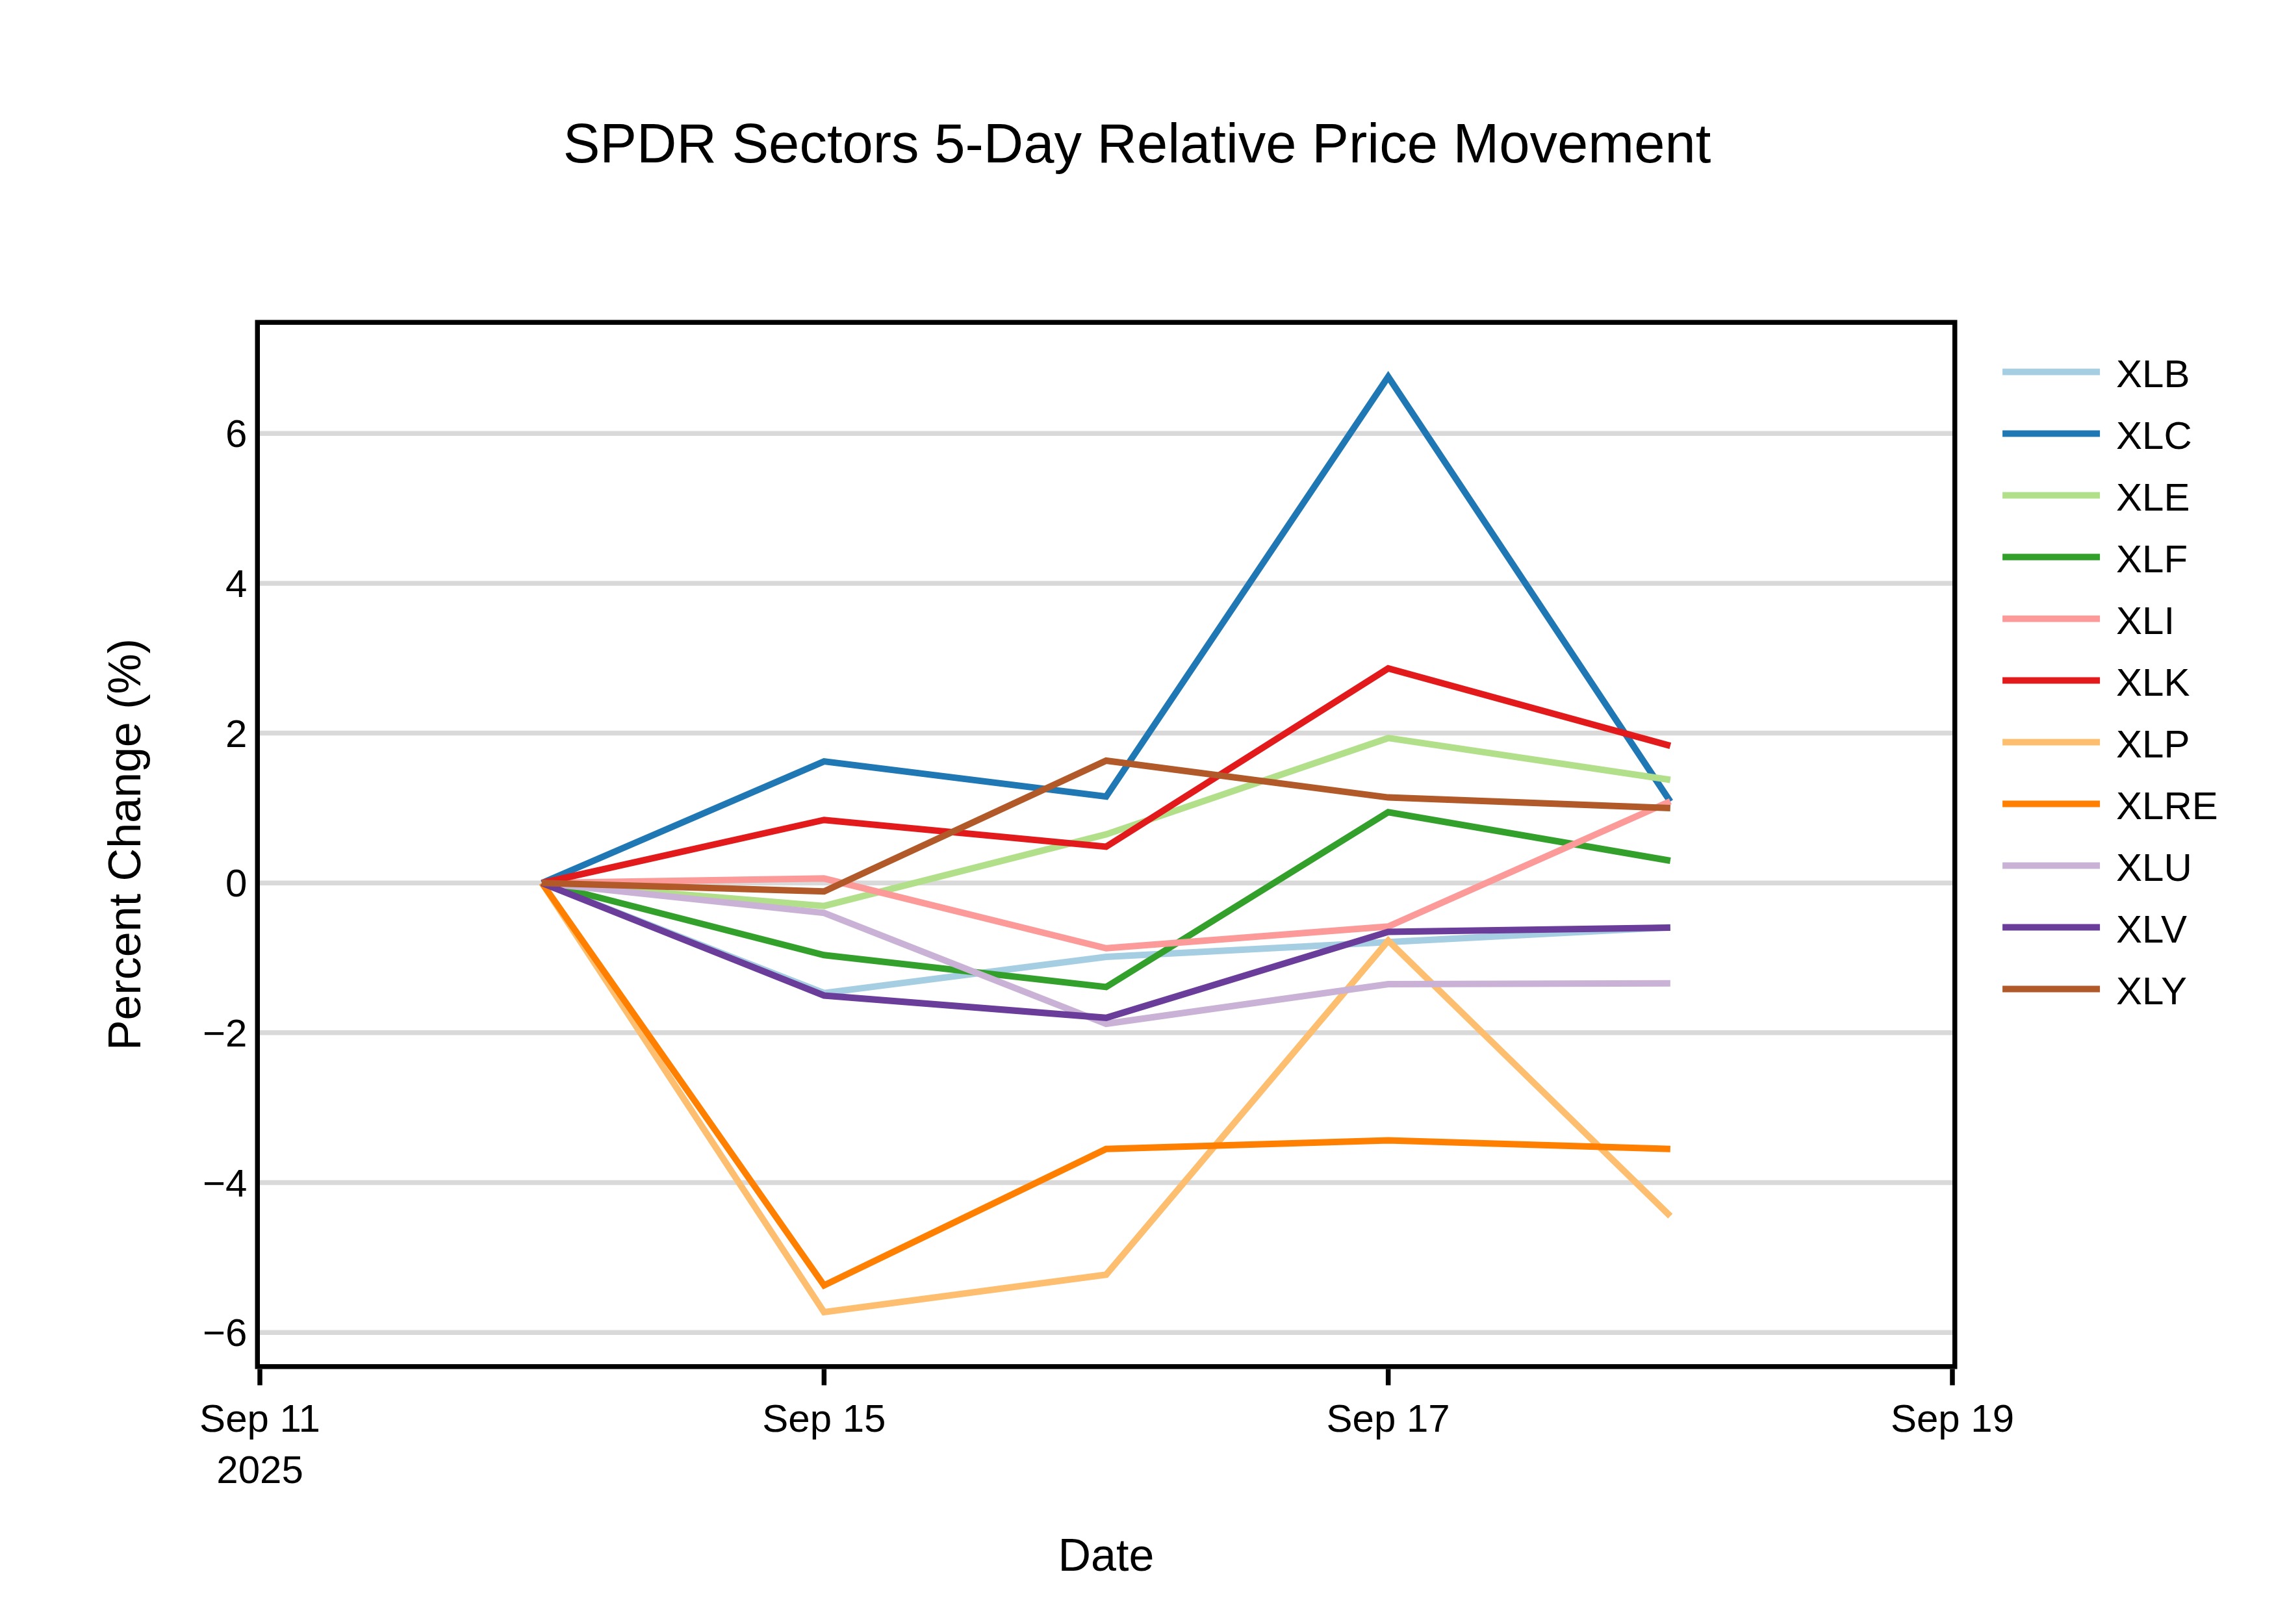 SPDR Sectors 5-Day Relative Price Movement
Percent Change (%)
6
4
2
0
−2
−4
−6
Sep 11
2025
Sep 15
Sep 17
Sep 19
Date
XLB
XLC
XLE
XLF
XLI
XLK
XLP
XLRE
XLU
XLV
XLY